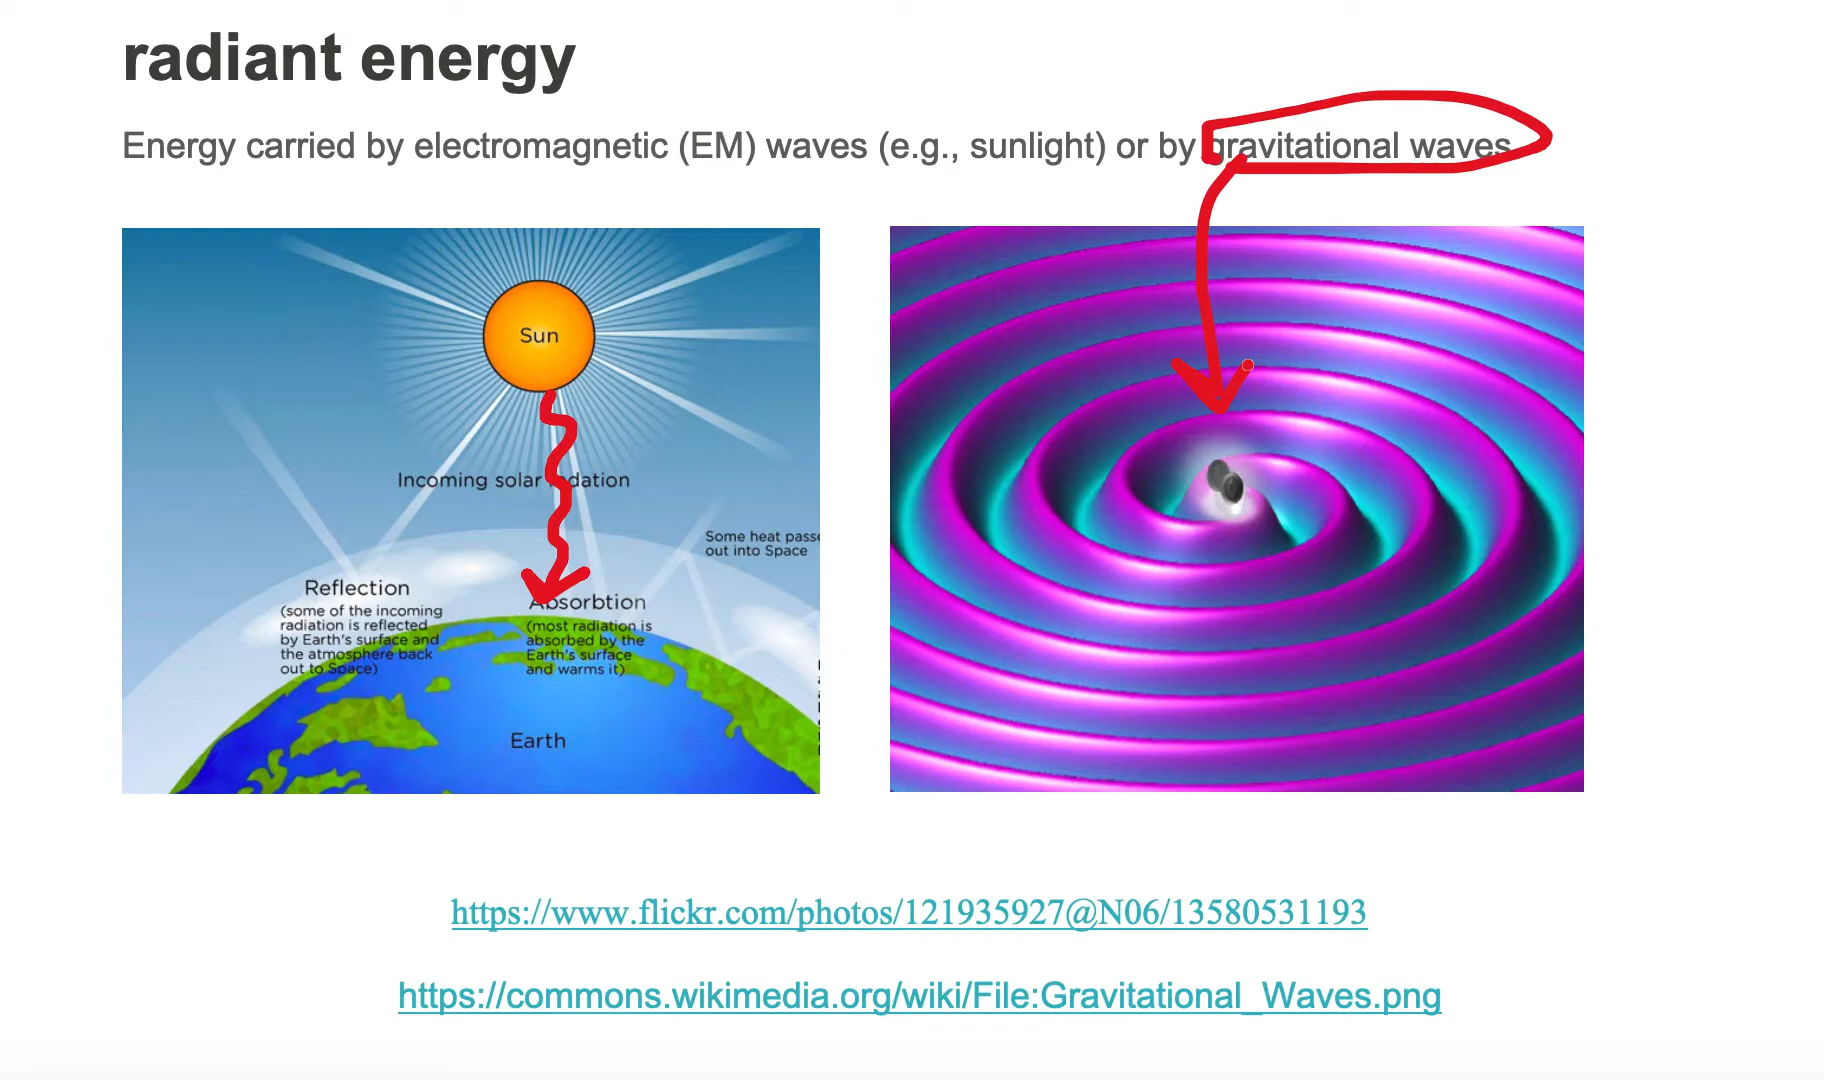 radiant energy
Energy carried by electromagnetic (EM) waves (e.g., sunlight) or by gravitational waves
Sun
Incoming solar
Some heat
out into Space
Reflection
(some of the incoming
radiation is reflected
by Earth's surface and
the atmosphere back
out to Space)
Absorbtion
(most radiation is
absorbed by the
Earth's surface
and warms it)
Earth
https://www.flickr.com/photos/121935927@N06/13580531193
https://commons.wikimedia.org/wiki/File:Gravitational_Waves.png